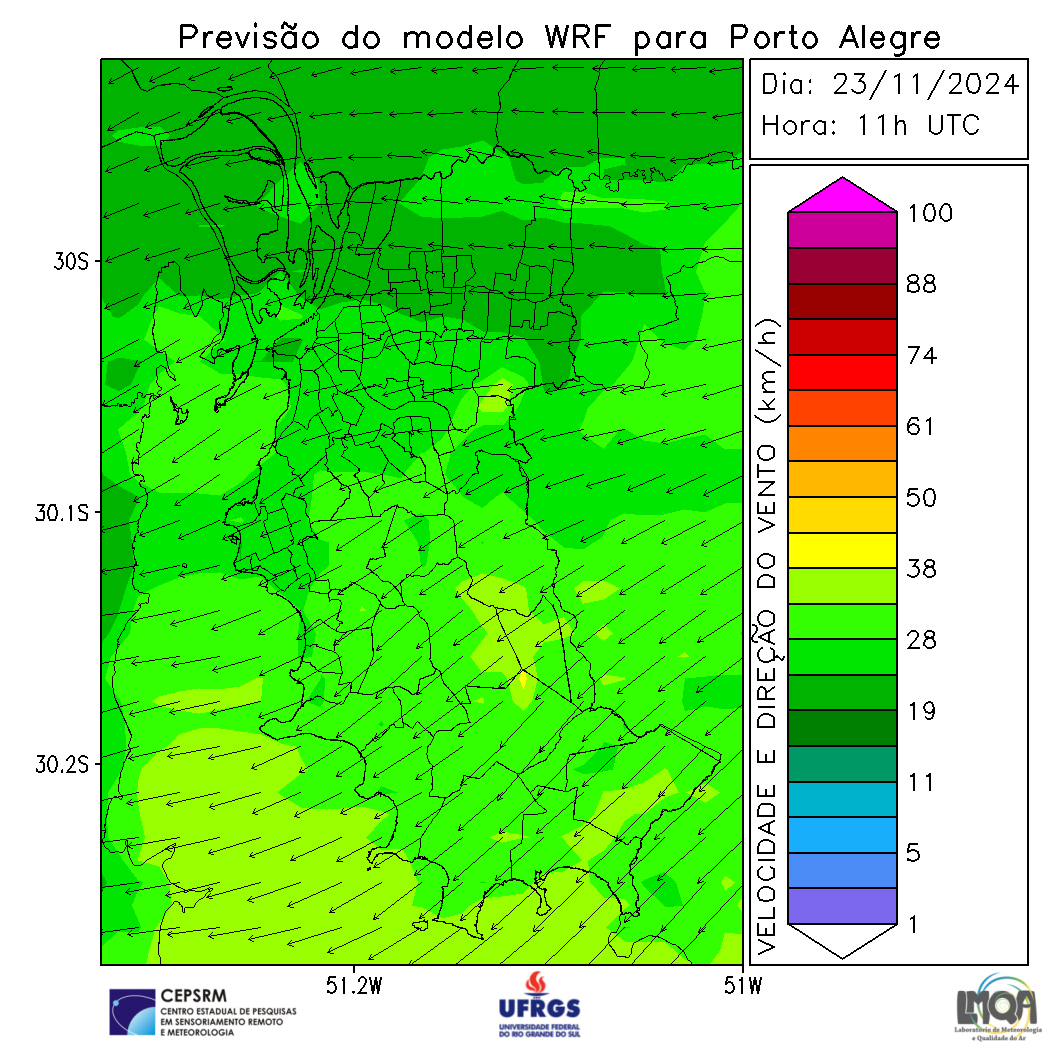 Previsão do modelo WRF para Porto Alegre
Dia: 23/11/2024
Hora: 11h UTC
30S
30.1S
30.2S
51.2W
51W
VELOCIDADE E DIREÇÃO DO VENTO (km/h)
100
88
74
61
50
38
28
19
11
5
1
CEPSRM
CENTRO ESTADUAL DE PESQUISAS
EM SENSORIAMENTO REMOTO
E METEOROLOGIA
UFRGS
UNIVERSIDADE FEDERAL
DO RIO GRANDE DO SUL
LMQA
Laboratório de Meteorologia
e Qualidade do Ar